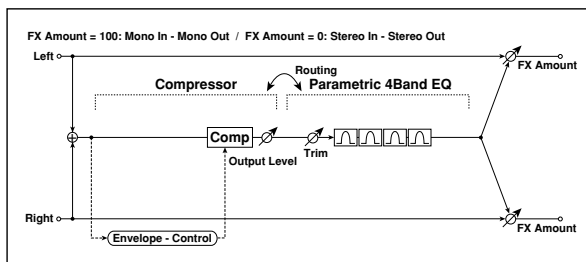 FX Amount = 100: Mono In - Mono Out / FX Amount = 0: Stereo In - Stereo Out
Left
FX Amount
Routing
Compressor
Parametric 4Band EQ
Comp
Output Level
Trim
Right
FX Amount
Envelope - Control